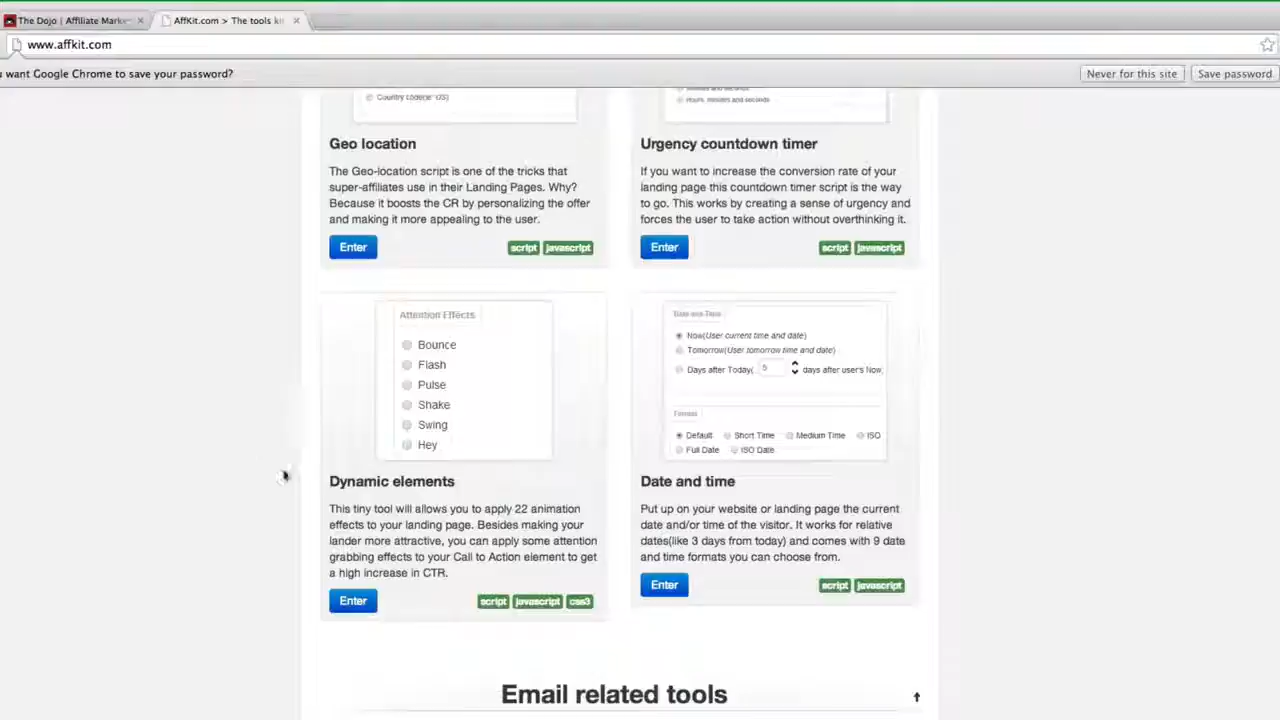 The Dojo | Affiliate Marke
AffKit.com > The tools ki
www.affkit.com
u want Google Chrome to save your password?
Never for this site
Save password
Country code(ie "US")
Hours, minutes and seconds
Geo location
The Geo-location script is one of the tricks that
super-affiliates use in their Landing Pages. Why?
Because it boosts the CR by personalizing the offer
and making it more appealing to the user.
Enter
script javascript
Urgency countdown timer
If you want to increase the conversion rate of your
landing page this countdown timer script is the way
to go. This works by creating a sense of urgency and
forces the user to take action without overthinking it.
Enter
script javascript
Attention Effects
Bounce
Flash
Pulse
Shake
Swing
Hey
Dynamic elements
This tiny tool will allows you to apply 22 animation
effects to your landing page. Besides making your
lander more attractive, you can apply some attention
grabbing effects to your Call to Action element to get
a high increase in CTR.
Enter
script javascript css3
Date and Time
Now(User current time and date)
Tomorrow(User tomorrow time and date)
Days after Today( 5 days after user's Now,
Format
Default Short Time Medium Time ISO
Full Date ISO Date
Date and time
Put up on your website or landing page the current
date and/or time of the visitor. It works for relative
dates(like 3 days from today) and comes with 9 date
and time formats you can choose from.
Enter
script javascript
Email related tools